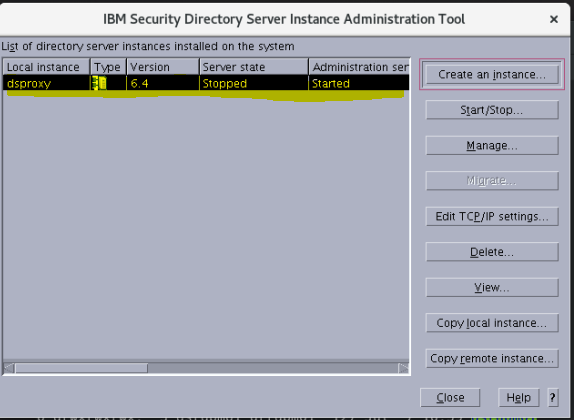 IBM Security Directory Server Instance Administration Tool
×
List of directory server instances installed on the system
Local instance Type Version Server state Administration ser
dsproxy 6.4 Stopped Started
Create an instance...
Start/Stop...
Manage...
Migrate...
Edit TCP/IP settings...
Delete...
View...
Copy local instance...
Copy remote instance...
Close Help ?